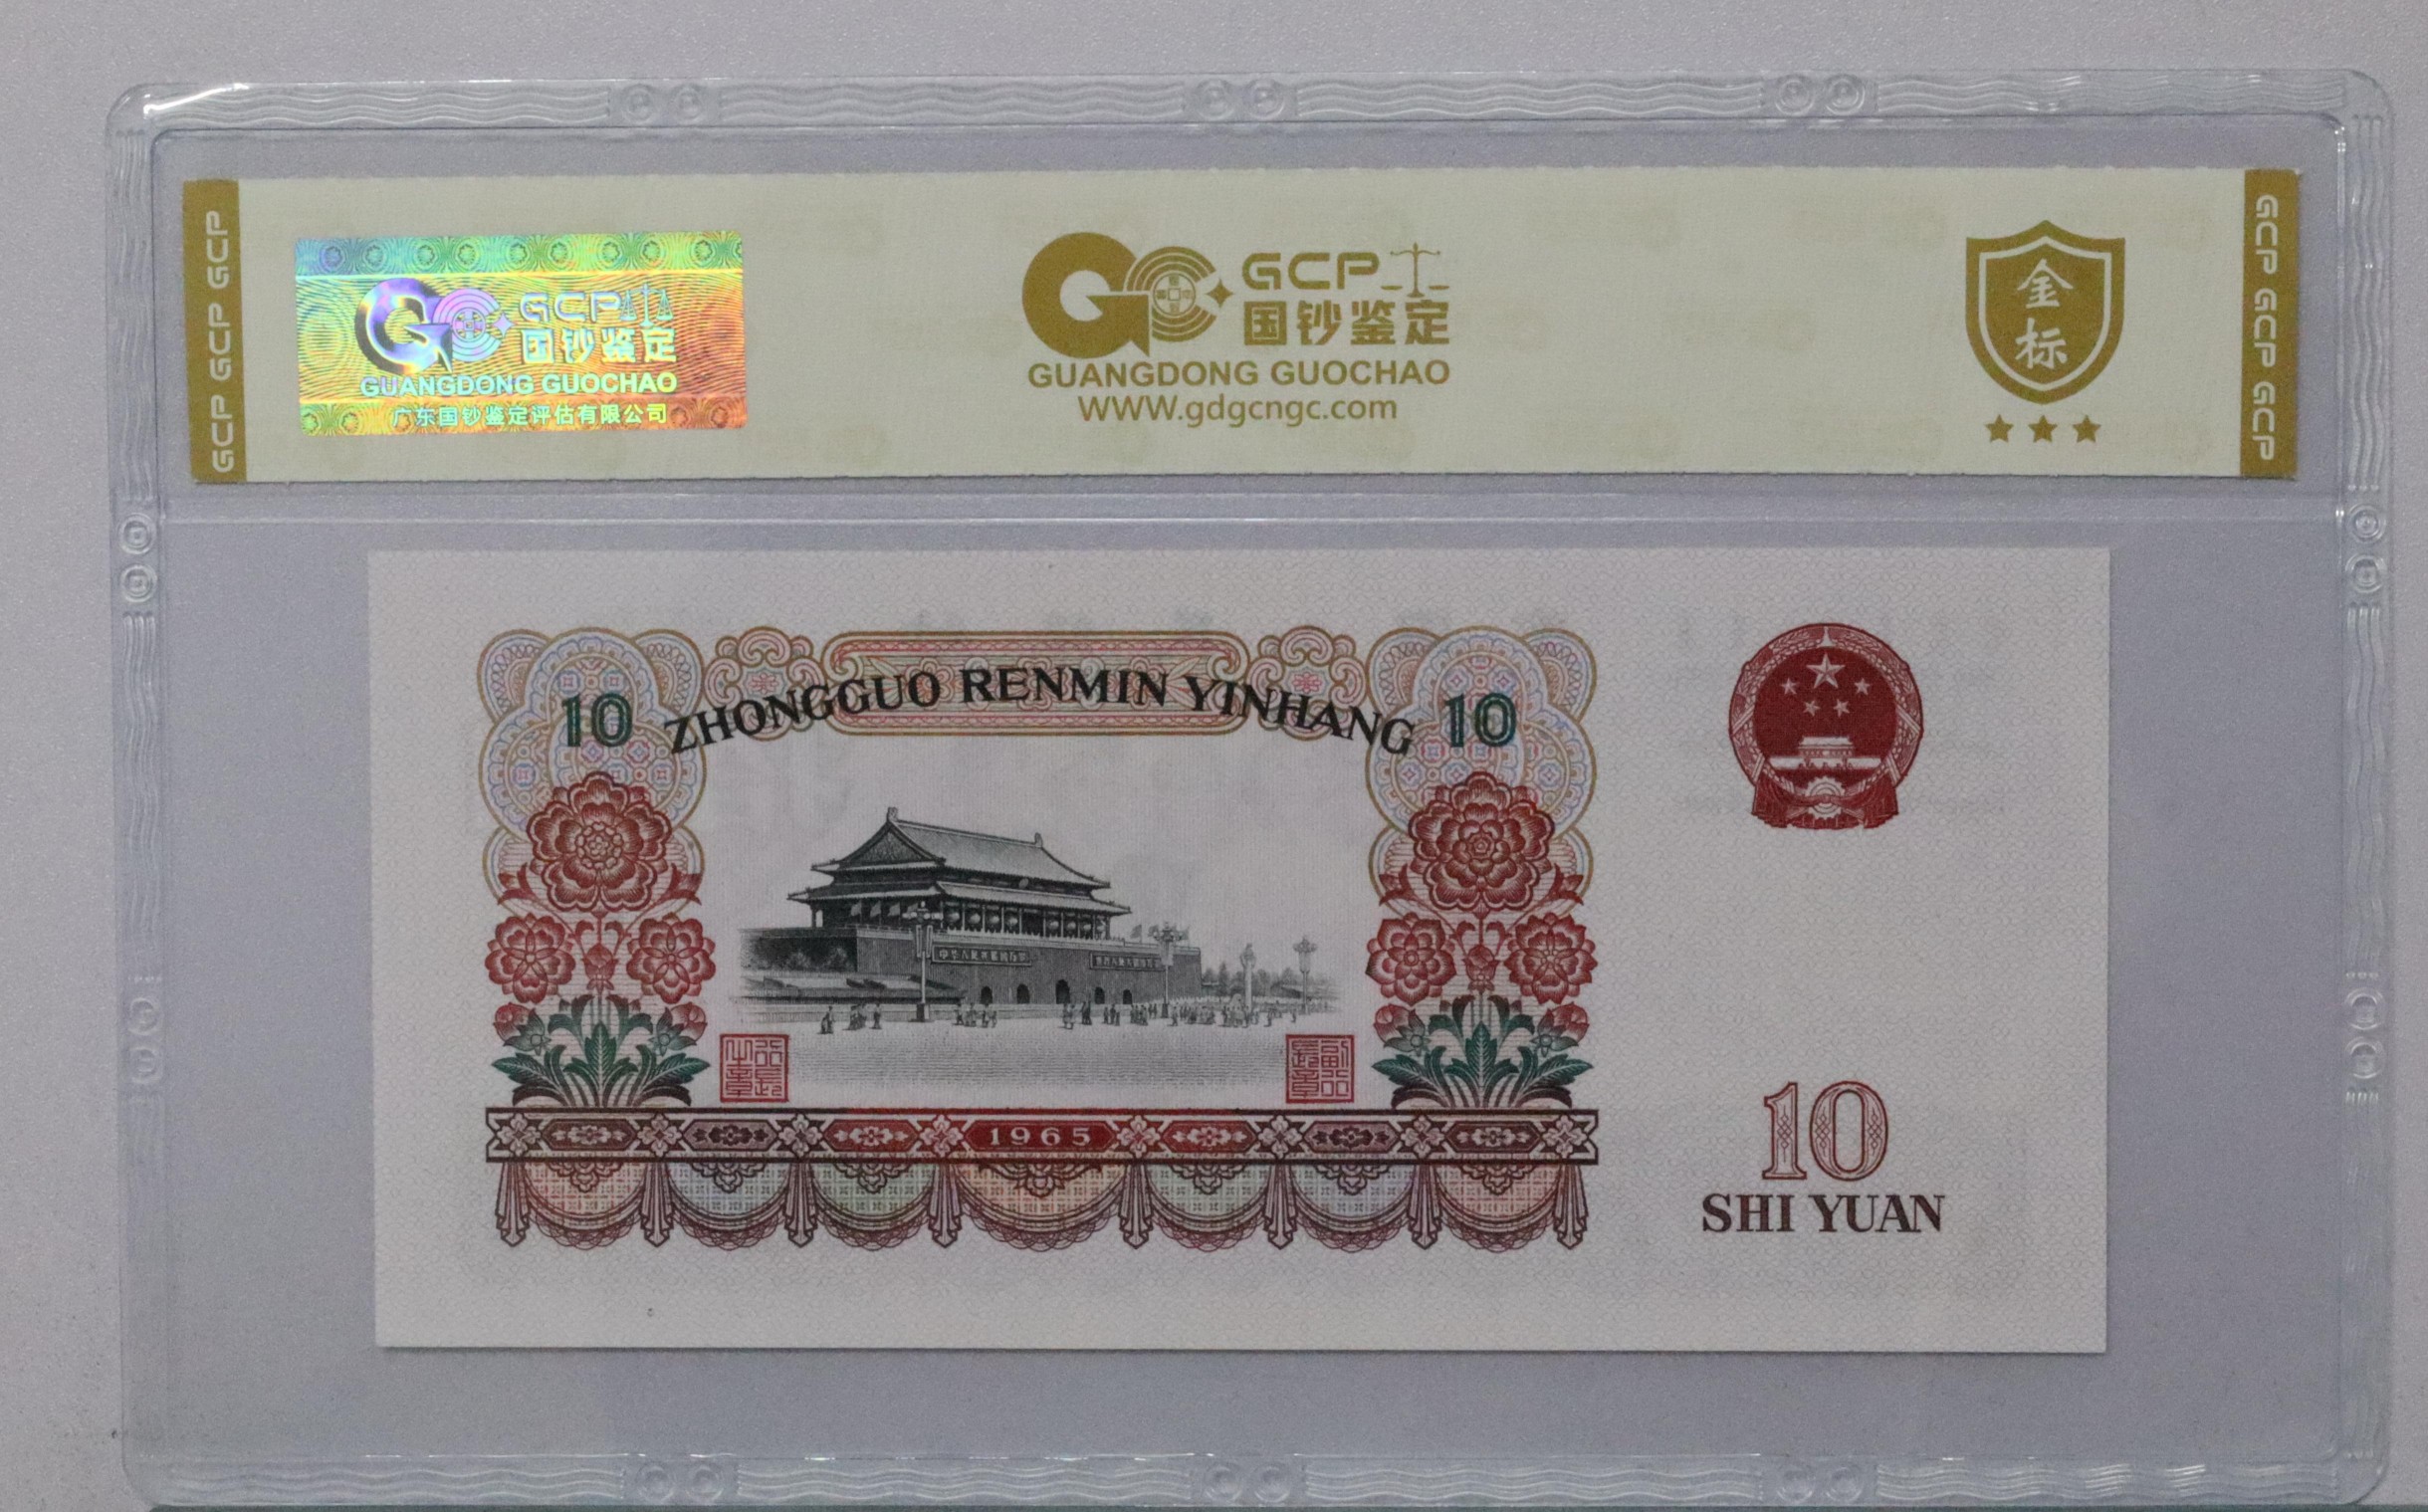 GCP GCP GCP
GCP
国钞鉴定
GUANGDONG GUOCHAO
广东国钞鉴定评估有限公司
GCP
国钞鉴定
GUANGDONG GUOCHAO
WWW.gdgcngc.com
金
标
GCP GCP GCP
10
ZHONGGUO RENMIN YINHANG
10
1965
10
SHI YUAN